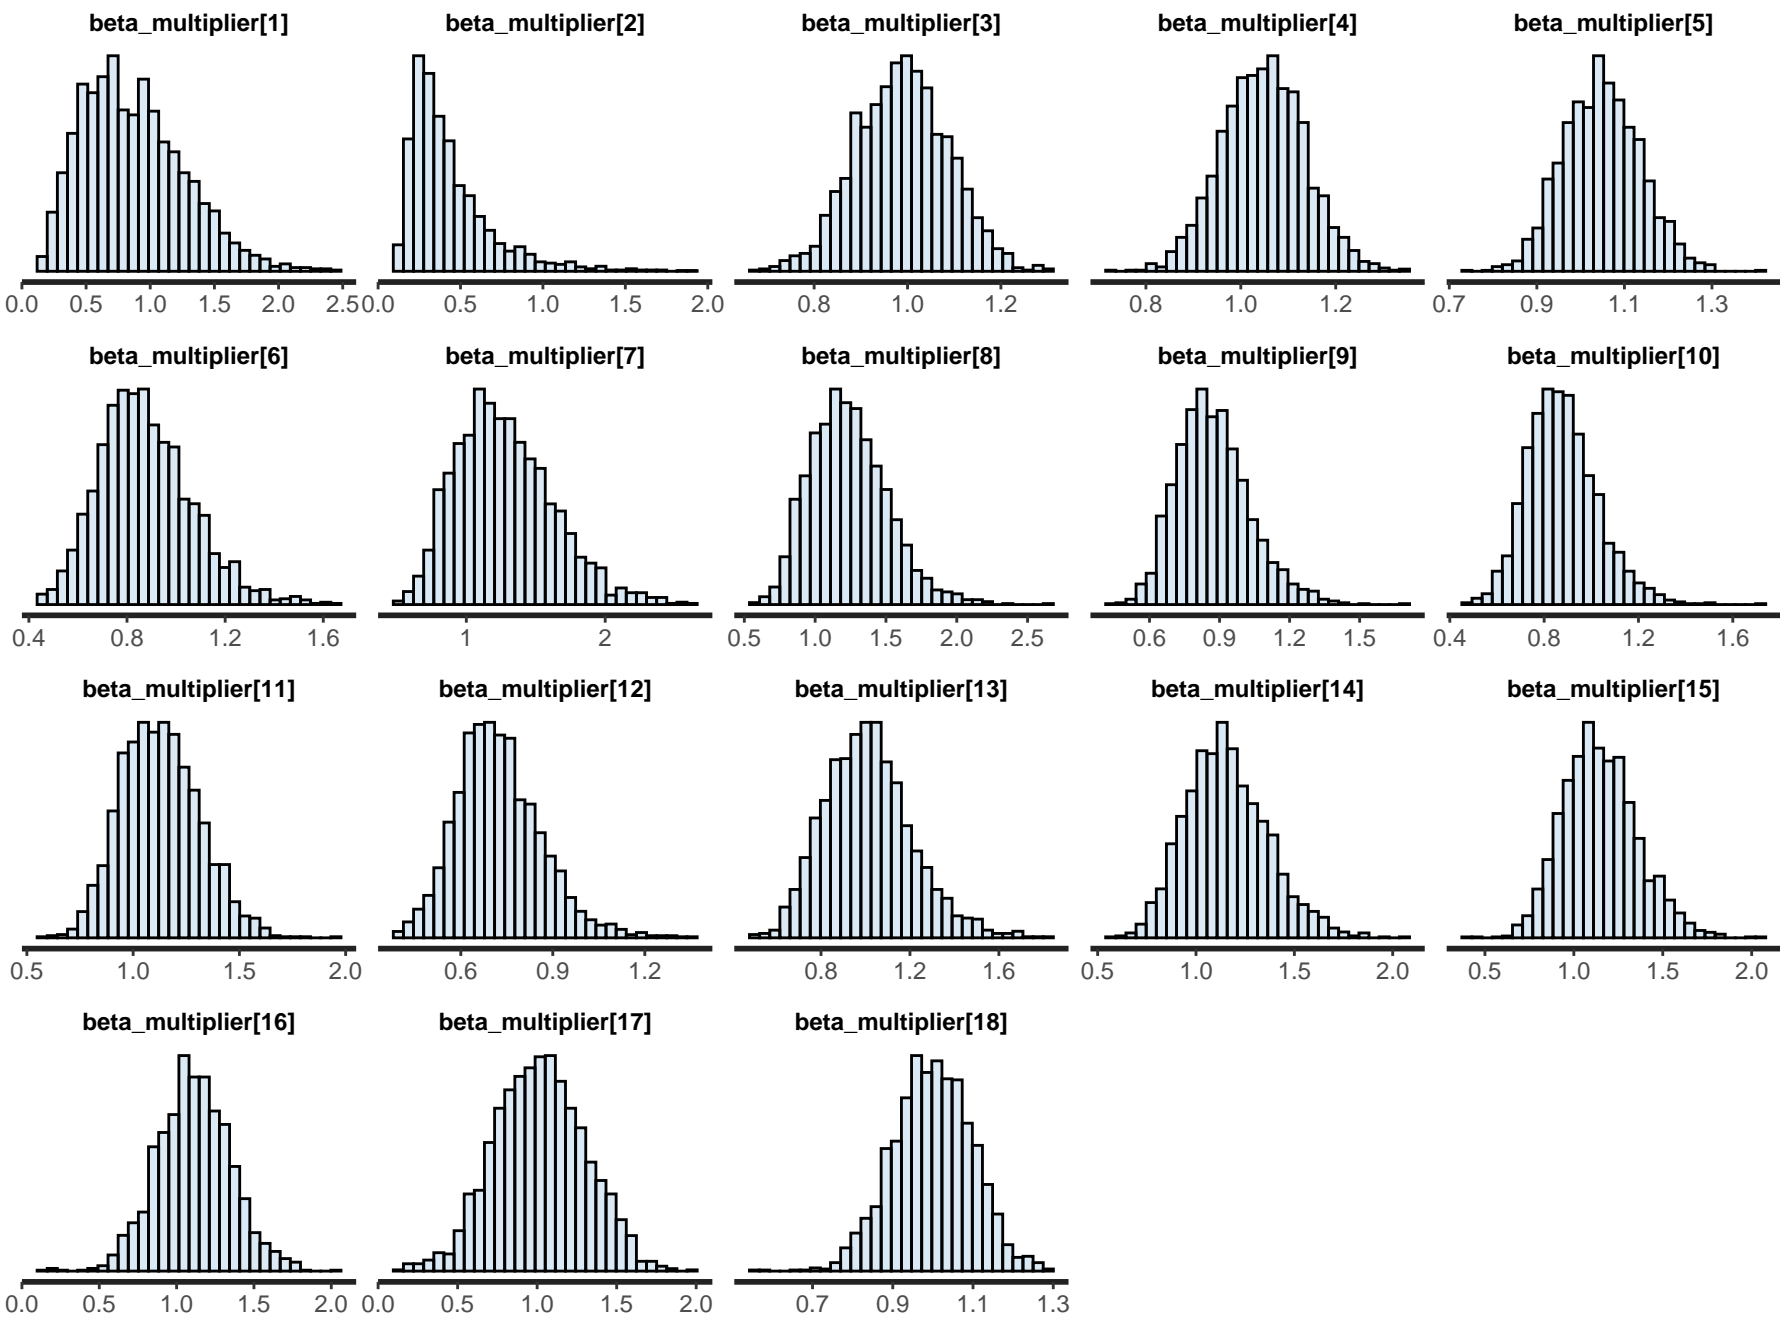 beta_multiplier[1] beta_multiplier[2] beta_multiplier[3] beta_multiplier[4] beta_multiplier[5]
0.0 0.5 1.0 1.5 2.0 2.5 0.0 0.5 1.0 1.5 2.0 0.8 1.0 1.2 0.8 1.0 1.2 0.7 0.9 1.1 1.3
beta_multiplier[6] beta_multiplier[7] beta_multiplier[8] beta_multiplier[9] beta_multiplier[10]
0.4 0.8 1.2 1.6 1 2 0.5 1.0 1.5 2.0 2.5 0.6 0.9 1.2 1.5 0.4 0.8 1.2 1.6
beta_multiplier[11] beta_multiplier[12] beta_multiplier[13] beta_multiplier[14] beta_multiplier[15]
0.5 1.0 1.5 2.0 0.6 0.9 1.2 0.8 1.2 1.6 0.5 1.0 1.5 2.0 0.5 1.0 1.5 2.0
beta_multiplier[16] beta_multiplier[17] beta_multiplier[18]
0.0 0.5 1.0 1.5 2.0 0.0 0.5 1.0 1.5 2.0 0.7 0.9 1.1 1.3